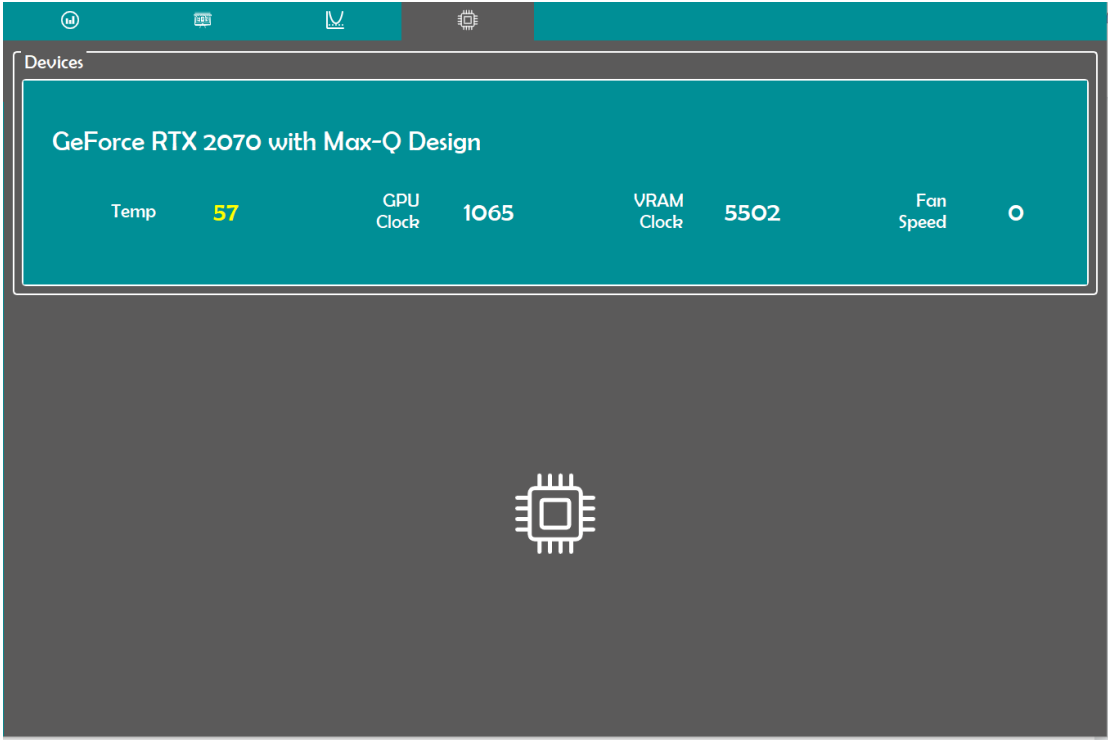 Devices
GeForce RTX 2070 with Max-Q Design
Temp 57
GPU Clock 1065
VRAM Clock 5502
Fan Speed 0